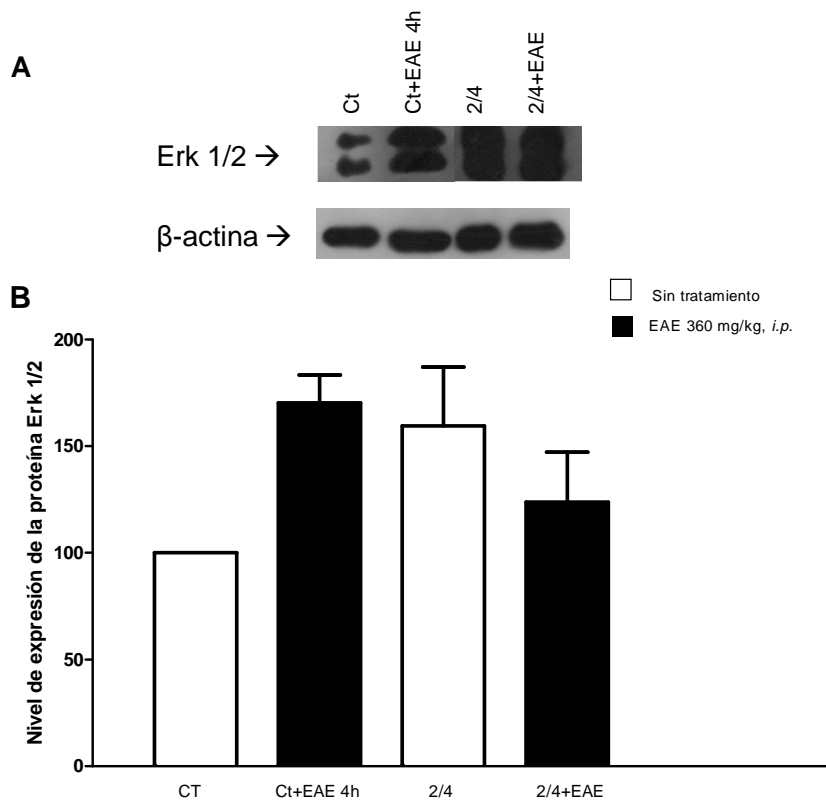 A
Ct
Ct+EAE 4h
2/4
2/4+EAE
Erk 1/2 →
β-actina →
B
Sin tratamiento
EAE 360 mg/kg, i.p.
Nivel de expresión de la proteína Erk 1/2
200
150
100
50
0
CT
Ct+EAE 4h
2/4
2/4+EAE